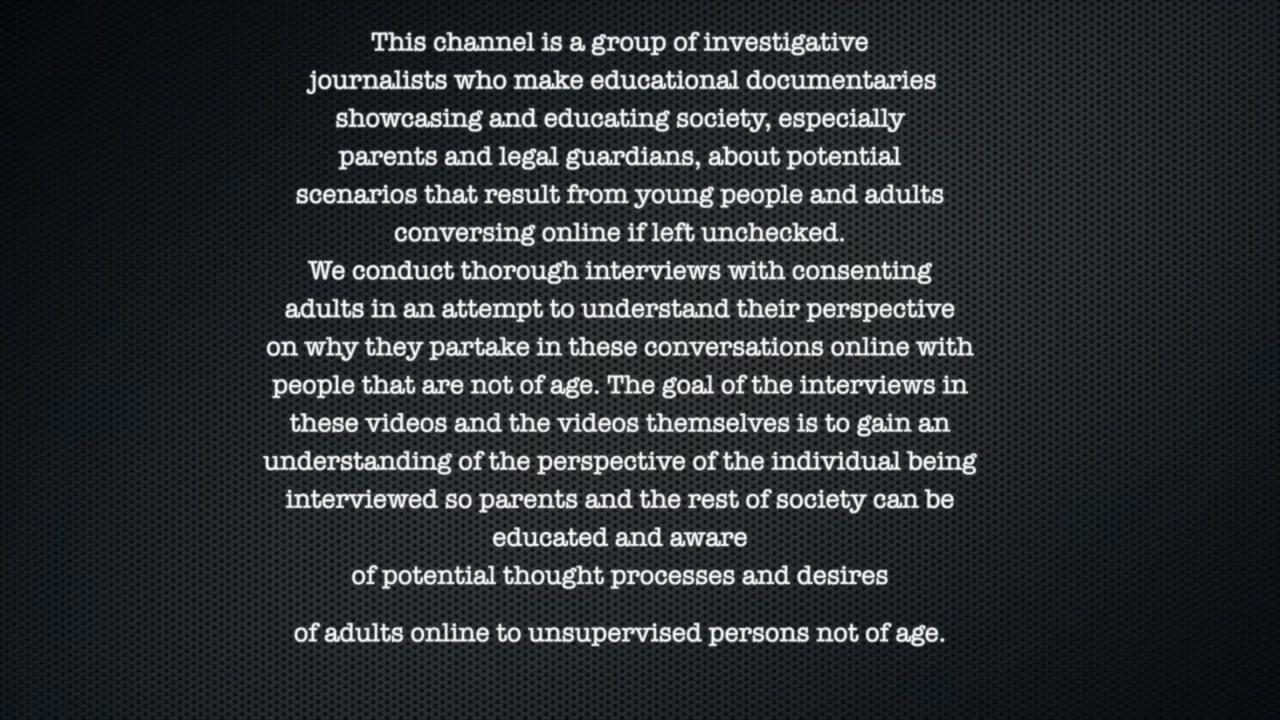 This channel is a group of investigative
journalists who make educational documentaries
showcasing and educating society, especially
parents and legal guardians, about potential
scenarios that result from young people and adults
conversing online if left unchecked.
We conduct thorough interviews with consenting
adults in an attempt to understand their perspective
on why they partake in these conversations online with
people that are not of age. The goal of the interviews in
these videos and the videos themselves is to gain an
understanding of the perspective of the individual being
interviewed so parents and the rest of society can be
educated and aware
of potential thought processes and desires
of adults online to unsupervised persons not of age.